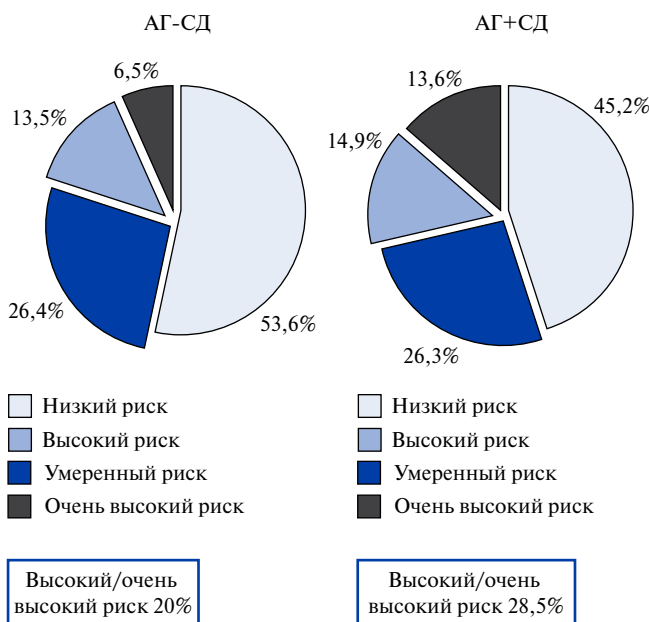 АГ-СД
6,5%
13,5%
26,4%
53,6%
Низкий риск
Высокий риск
Умеренный риск
Очень высокий риск
Высокий/очень
высокий риск 20%
АГ+СД
13,6%
45,2%
14,9%
26,3%
Низкий риск
Высокий риск
Умеренный риск
Очень высокий риск
Высокий/очень
высокий риск 28,5%